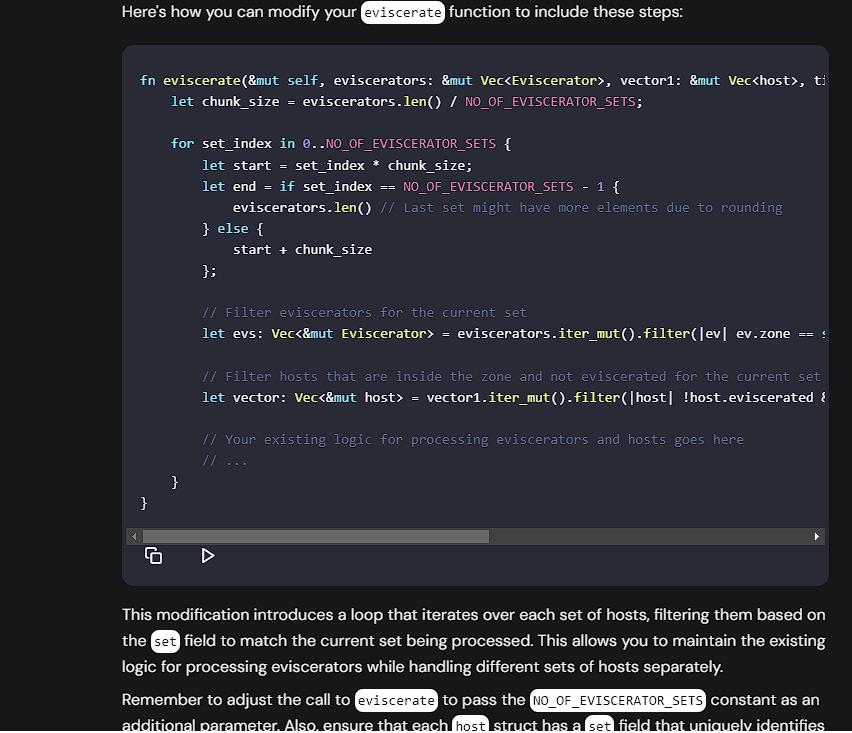 Here's how you can modify your eviscerate function to include these steps:
fn eviscerate(&mut self, eviscerators: &mut Vec<Eviscerator>, vector1: &mut Vec<host>, ti
let chunk_size = eviscerators.len() / NO_OF_EVISCERATOR_SETS;
for set_index in 0..NO_OF_EVISCERATOR_SETS {
let start = set_index * chunk_size;
let end = if set_index == NO_OF_EVISCERATOR_SETS - 1 {
eviscerators.len() // Last set might have more elements due to rounding
} else {
start + chunk_size
};
// Filter eviscerators for the current set
let evs: Vec<&mut Eviscerator> = eviscerators.iter_mut().filter(|ev| ev.zone == s
// Filter hosts that are inside the zone and not eviscerated for the current set
let vector: Vec<&mut host> = vector1.iter_mut().filter(|host| !host.eviscerated &
// Your existing logic for processing eviscerators and hosts goes here
// ...
}
}
This modification introduces a loop that iterates over each set of hosts, filtering them based on
the set field to match the current set being processed. This allows you to maintain the existing
logic for processing eviscerators while handling different sets of hosts separately.
Remember to adjust the call to eviscerate to pass the NO_OF_EVISCERATOR_SETS constant as an
additional parameter. Also, ensure that each host struct has a set field that uniquely identifies